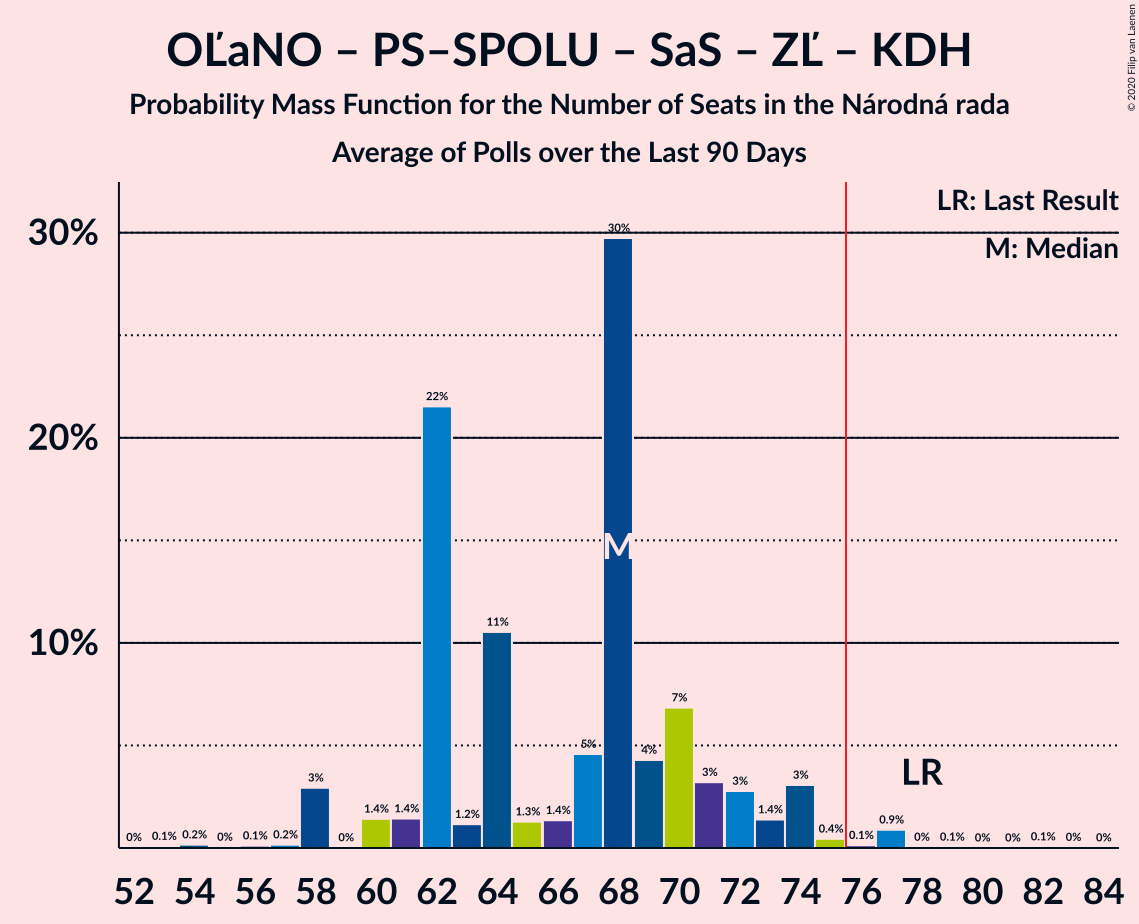 OĽaNO – PS–SPOLU – SaS – ZĽ – KDH
Probability Mass Function for the Number of Seats in the Národná rada
Average of Polls over the Last 90 Days
© 2020 Filip van Laenen
LR: Last Result
M: Median
30%
20%
10%
0% 0.1% 0.2% 0% 0.1% 0.2% 3% 0% 1.4% 1.4% 22% 1.2% 11% 1.3% 1.4% 5% 30% 4% 7% 3% 3% 1.4% 3% 0.4% 0.1% 0.9% 0% 0.1% 0% 0% 0.1% 0% 0%
M
LR
52 54 56 58 60 62 64 66 68 70 72 74 76 78 80 82 84